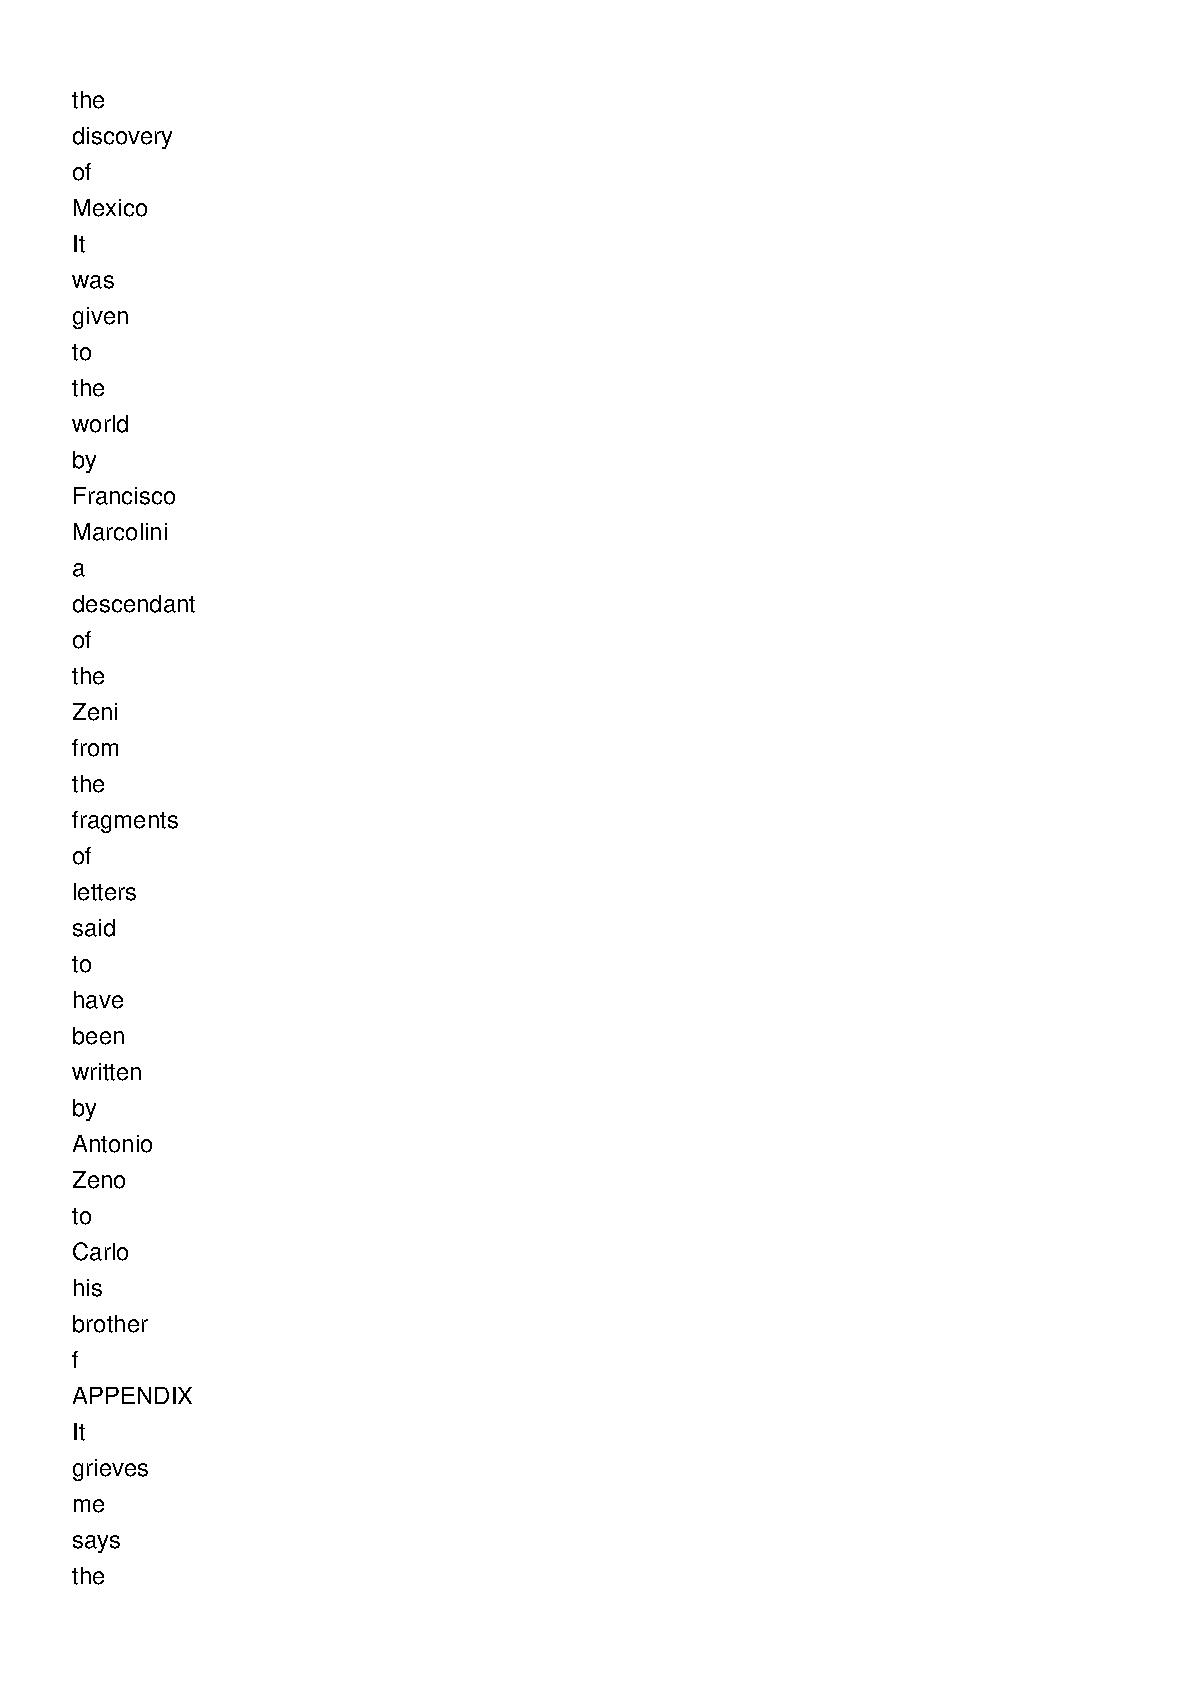 the
discovery
of
Mexico
It
was
given
to
the
world
by
Francisco
Marcolini
a
descendant
of
the
Zeni
from
the
fragments
of
letters
said
to
have
been
written
by
Antonio
Zeno
to
Carlo
his
brother
f
APPENDIX
It
grieves
me
says
the